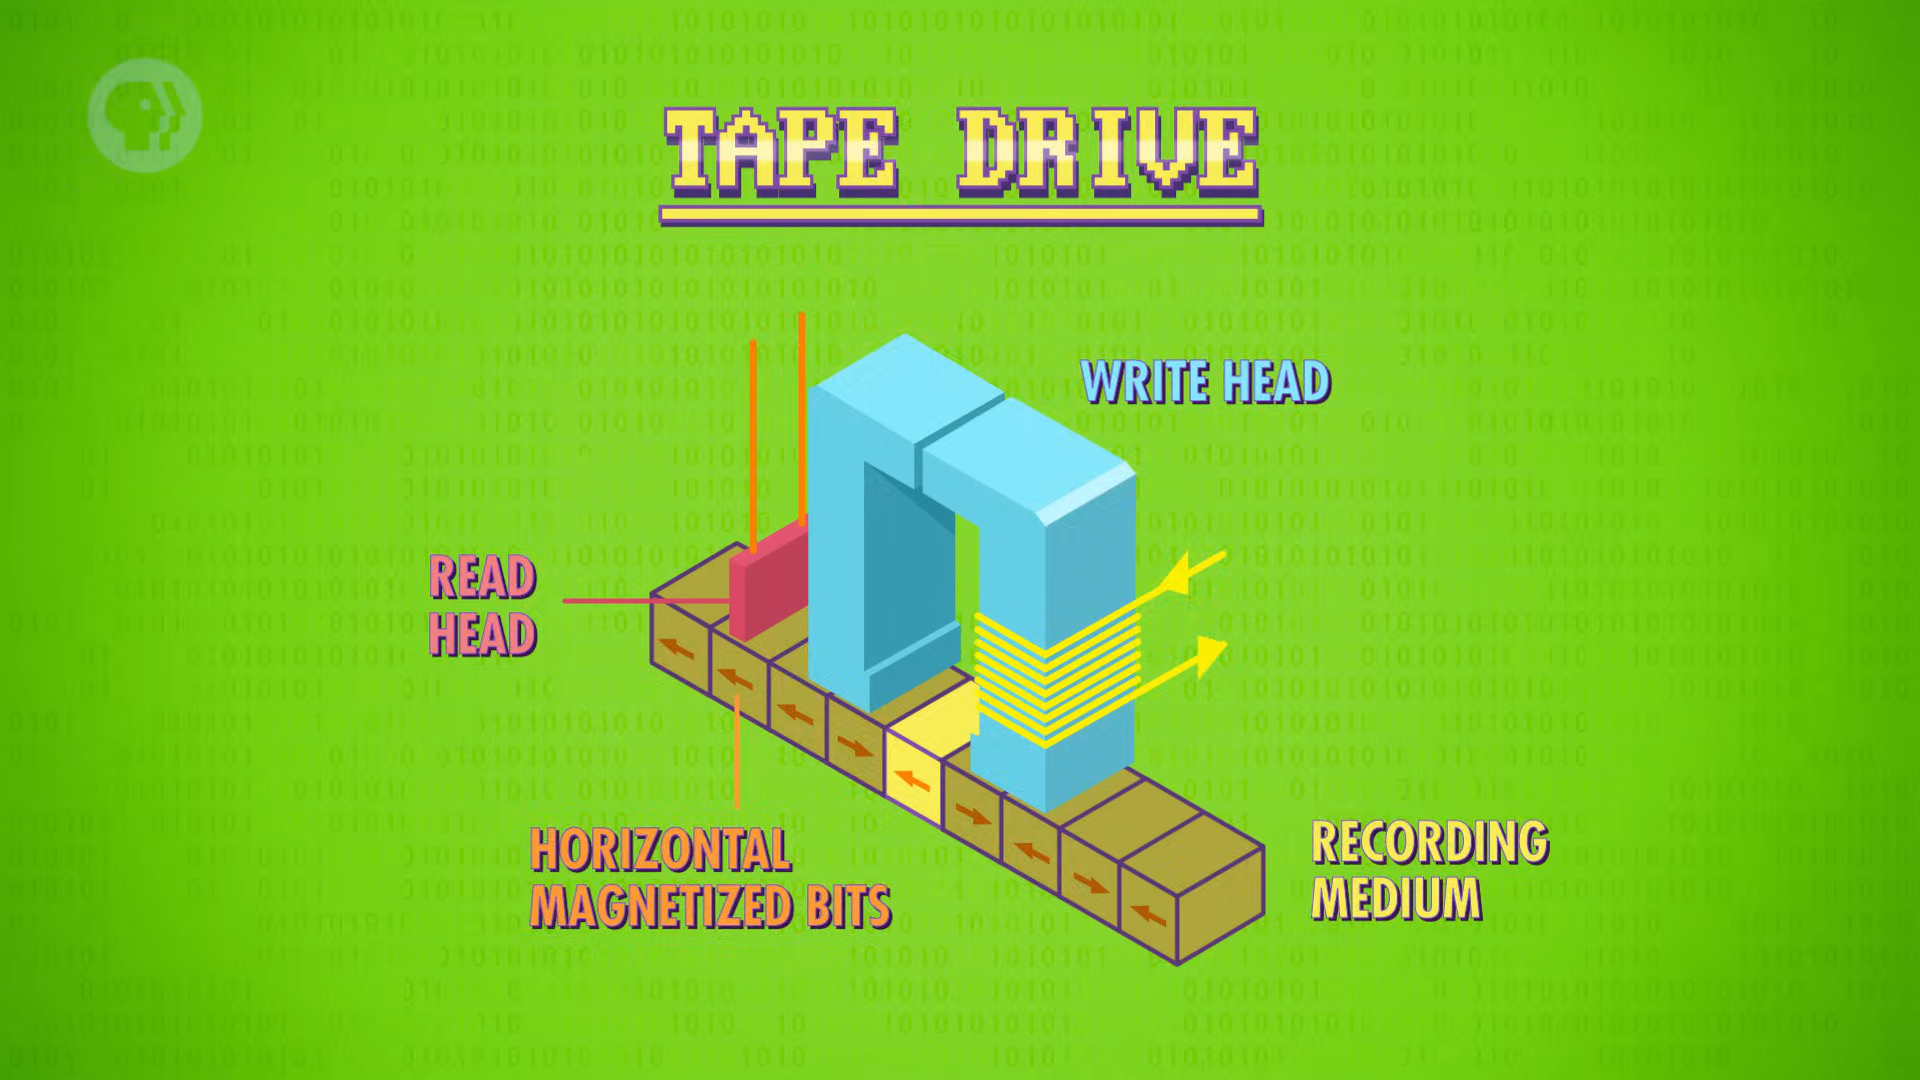 TAPE DRIVE
WRITE HEAD
READ
HEAD
HORIZONTAL
MAGNETIZED BITS
RECORDING
MEDIUM